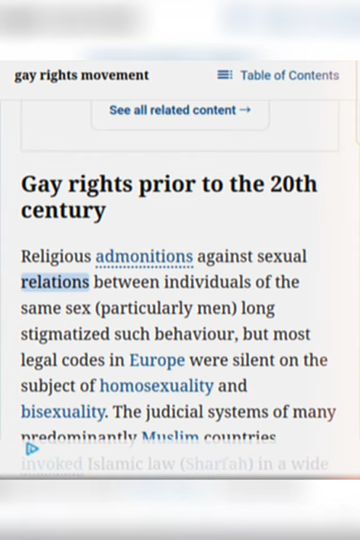 gay rights movement
Table of Contents
See all related content →
Gay rights prior to the 20th
century
Religious admonitions against sexual
relations between individuals of the
same sex (particularly men) long
stigmatized such behaviour, but most
legal codes in Europe were silent on the
subject of homosexuality and
bisexuality. The judicial systems of many
predominantly Muslim countries
invoked Islamic law (Sharīʿah) in a wide